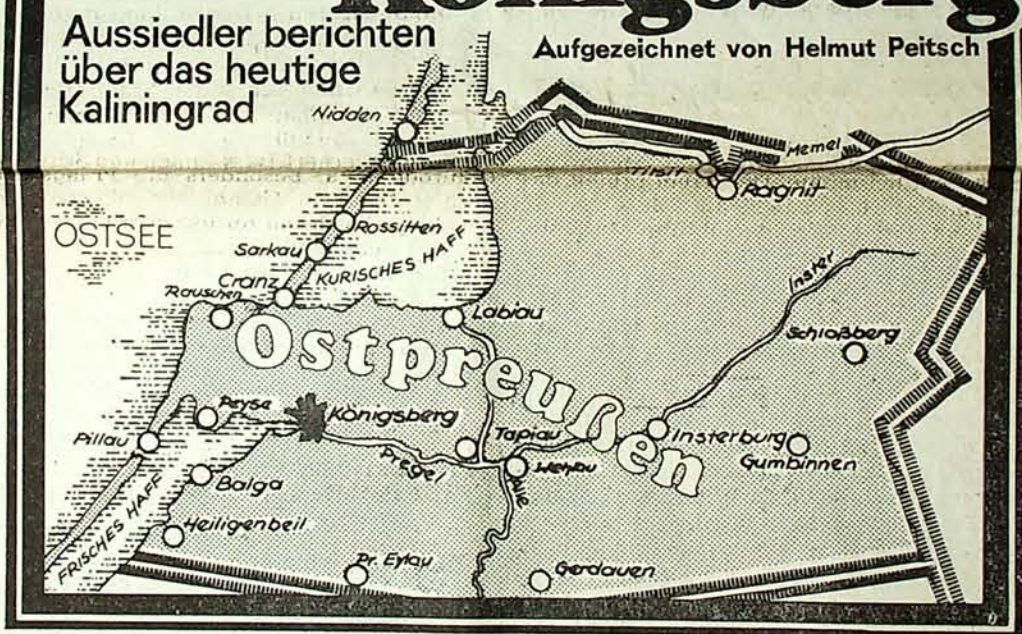 Königsberg
Aussiedler berichten
über das heutige
Kaliningrad
Aufgezeichnet von Helmut Peitsch
Nidden
Memel
Tilsit
Ragnit
OSTSEE
Rossitten
Sarkau
KURISCHES HAFF
Cranz
Rauschen
Inster
Labiau
Schloßberg
Ostpreußen
Peyse
Königsberg
Pillau
Tapiau
Insterburg
Pregel
Wehlau
Gumbinnen
Balga
FRISCHES HAFF
Heiligenbeil
Pr. Eylau
Gerdauen